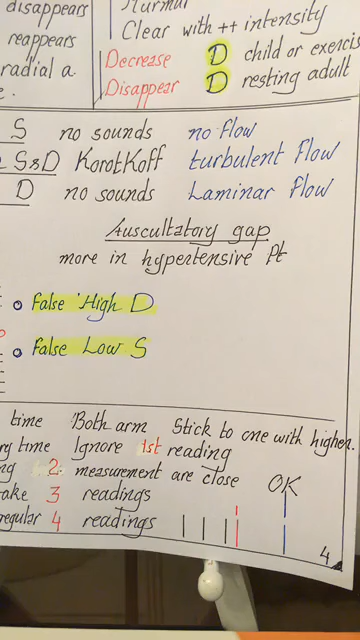 disappears
reappears
radial a.
Clear with ++ intensity
Decrease D child or exercis
Disappear D resting adult
S no sounds no flow
S&D Korotkoff turbulent flow
D no sounds Laminar flow
Auscultatory gap
more in hypertensive Pt
False High D
False Low S
time Both arm Stick to one with higher.
ry time Ignore 1st reading
ng 2 measurement are close
ake 3 readings OK
regular 4 readings
4